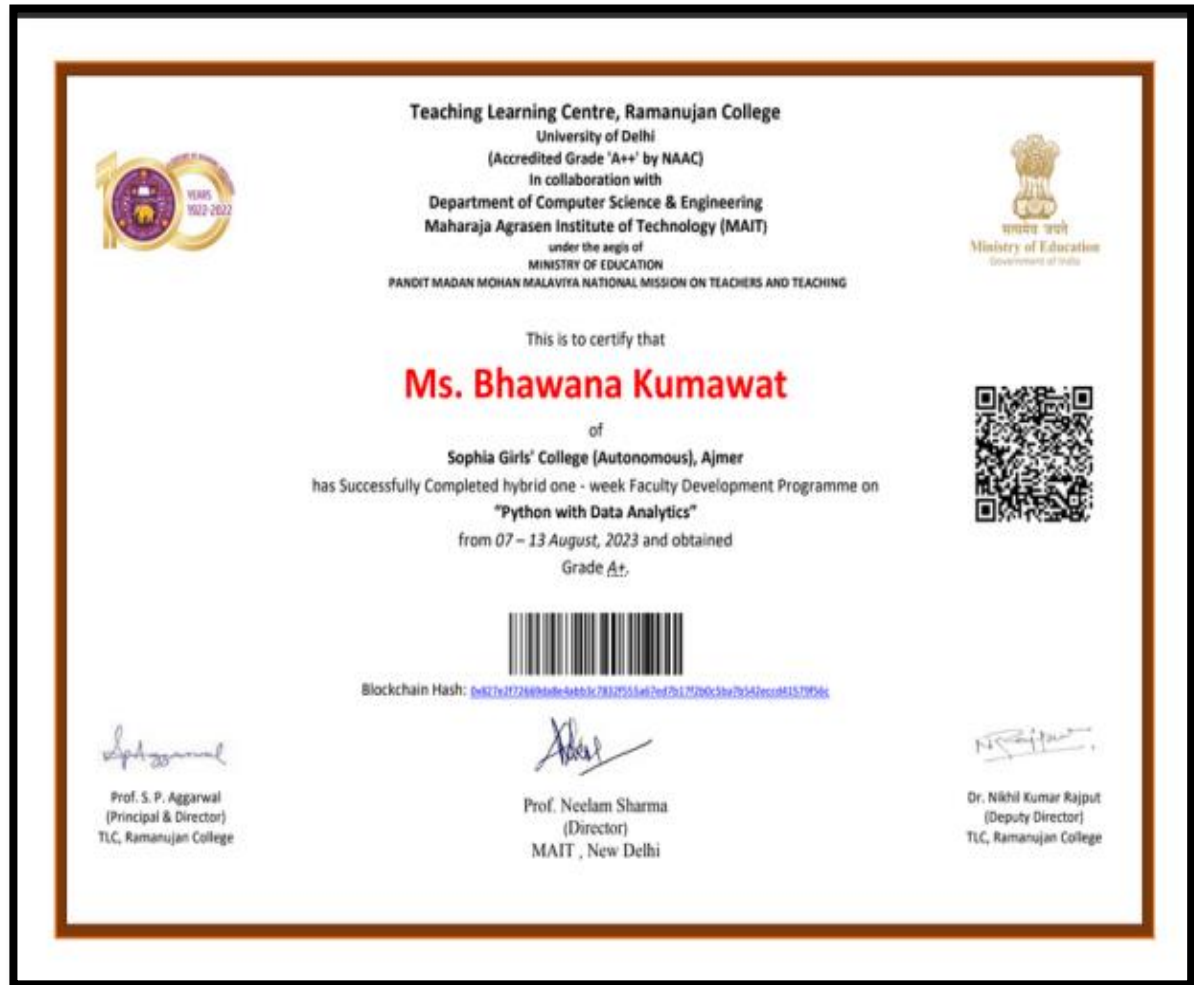 Teaching Learning Centre, Ramanujan College
University of Delhi
(Accredited Grade 'A++' by NAAC)
In collaboration with
Department of Computer Science & Engineering
Maharaja Agrasen Institute of Technology (MAIT)
under the aegis of
MINISTRY OF EDUCATION
PANDIT MADAN MOHAN MALAVIYA NATIONAL MISSION ON TEACHERS AND TEACHING
YEARS
1922-2022
सत्यमेव जयते
Ministry of Education
Government of India
This is to certify that
Ms. Bhawana Kumawat
of
Sophia Girls' College (Autonomous), Ajmer
has Successfully Completed hybrid one - week Faculty Development Programme on
"Python with Data Analytics"
from 07 – 13 August, 2023 and obtained
Grade A+.
Blockchain Hash:
Prof. S. P. Aggarwal
(Principal & Director)
TLC, Ramanujan College
Prof. Neelam Sharma
(Director)
MAIT , New Delhi
Dr. Nikhil Kumar Rajput
(Deputy Director)
TLC, Ramanujan College